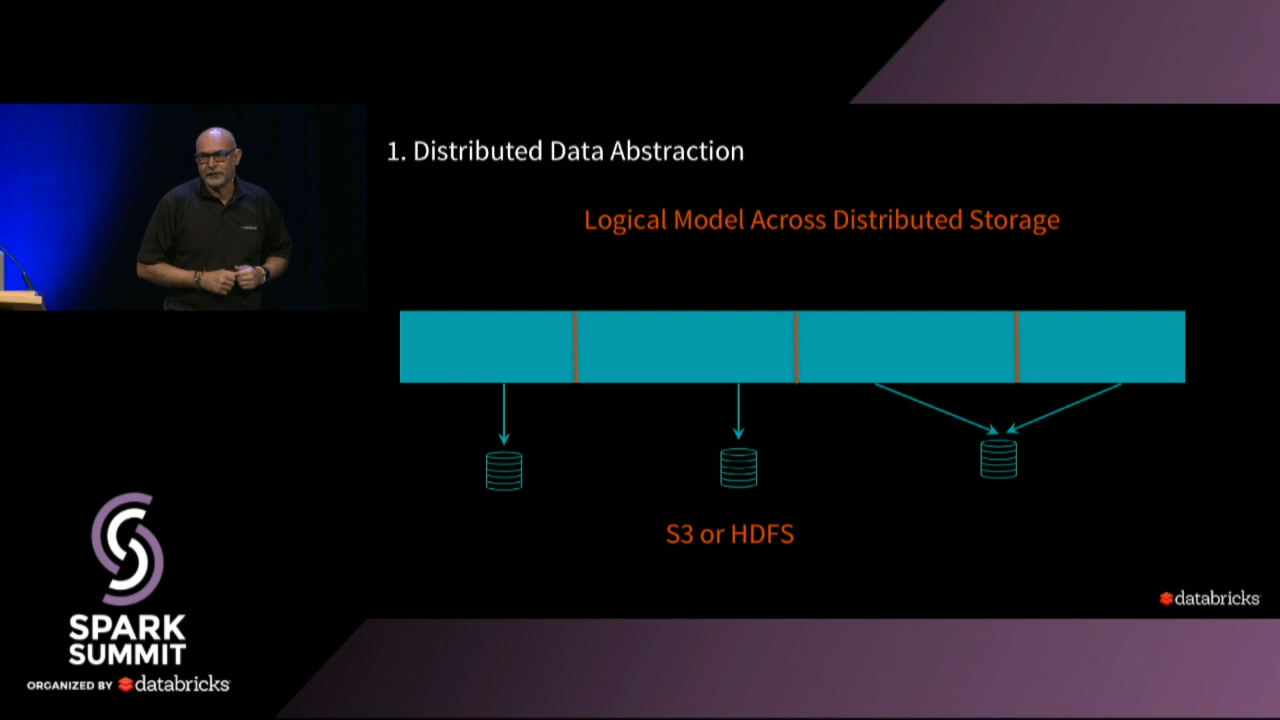 1. Distributed Data Abstraction
Logical Model Across Distributed Storage
S3 or HDFS
databricks
SPARK
SUMMIT
ORGANIZED BY databricks